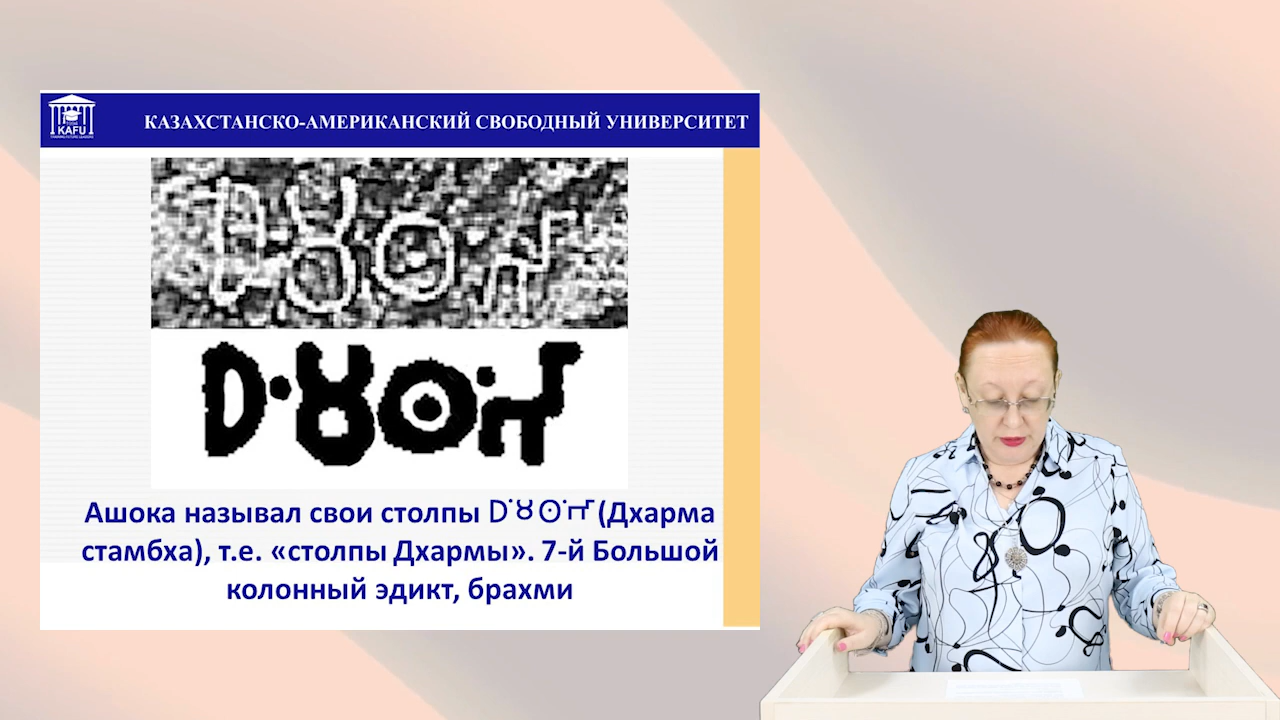 КАЗАХСТАНСКО-АМЕРИКАНСКИЙ СВОБОДНЫЙ УНИВЕРСИТЕТ
KAFU
𑀥𑀁𑀫𑀣𑀁𑀪𑀸
𑀥𑀁𑀫𑀣𑀁𑀪𑀸
Ашока называл свои столпы 𑀥𑀁𑀫𑀣𑀁𑀪𑀸 (Дхарма
стамбха), т.е. «столпы Дхармы». 7-й Большой
колонный эдикт, брахми